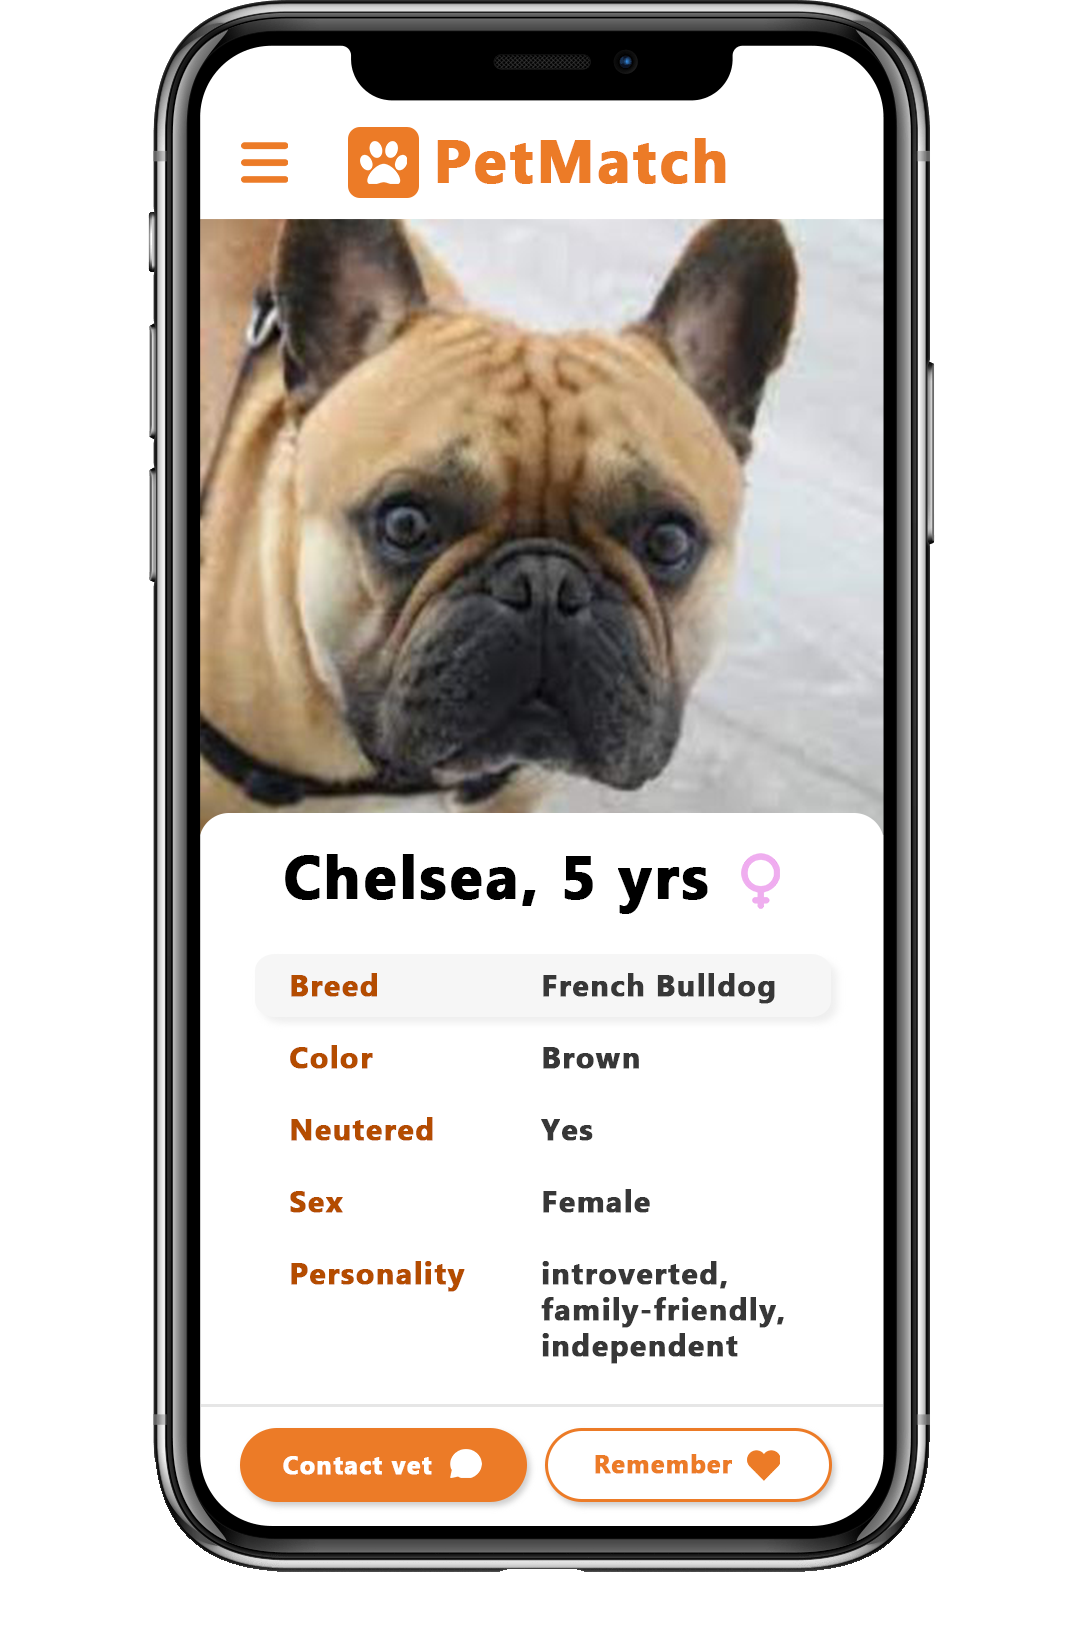 PetMatch
Chelsea, 5 yrs
Breed French Bulldog
Color Brown
Neutered Yes
Sex Female
Personality introverted,
family-friendly,
independent
Contact vet Remember